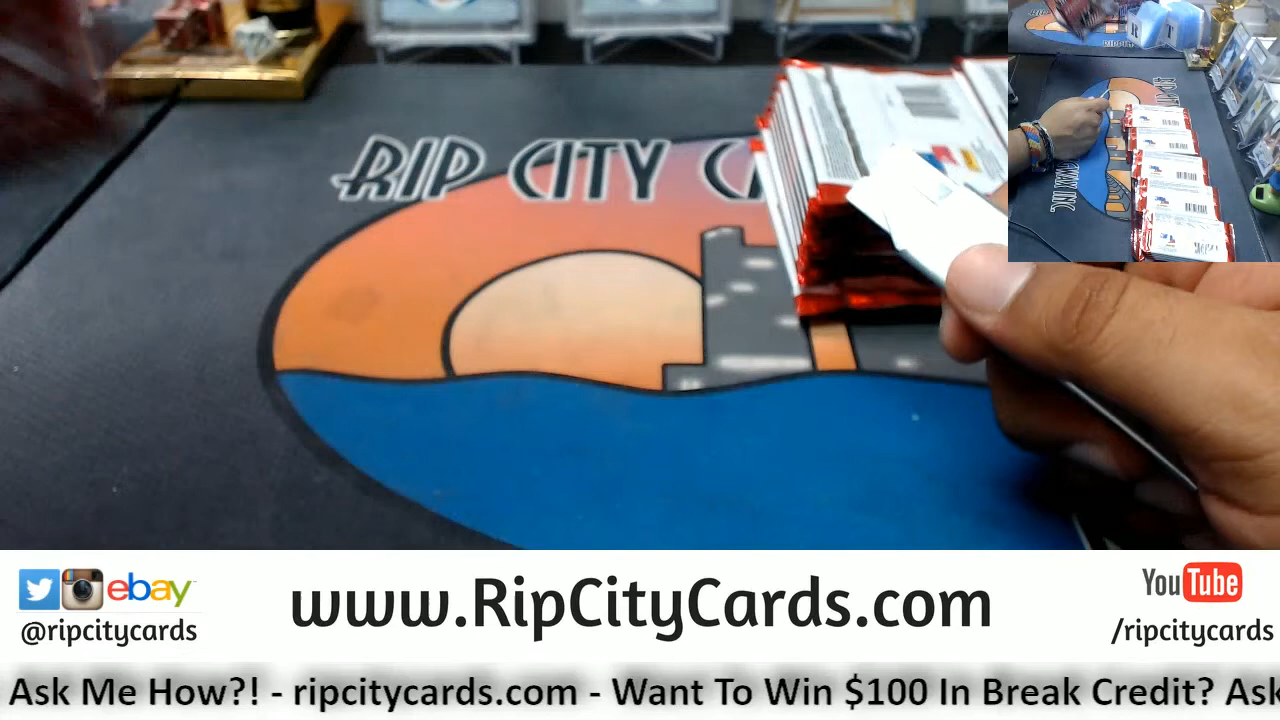 RIP CITY C
ebay
@ripcitycards
www.RipCityCards.com
YouTube
/ripcitycards
Ask Me How?! - ripcitycards.com - Want To Win $100 In Break Credit? Ask